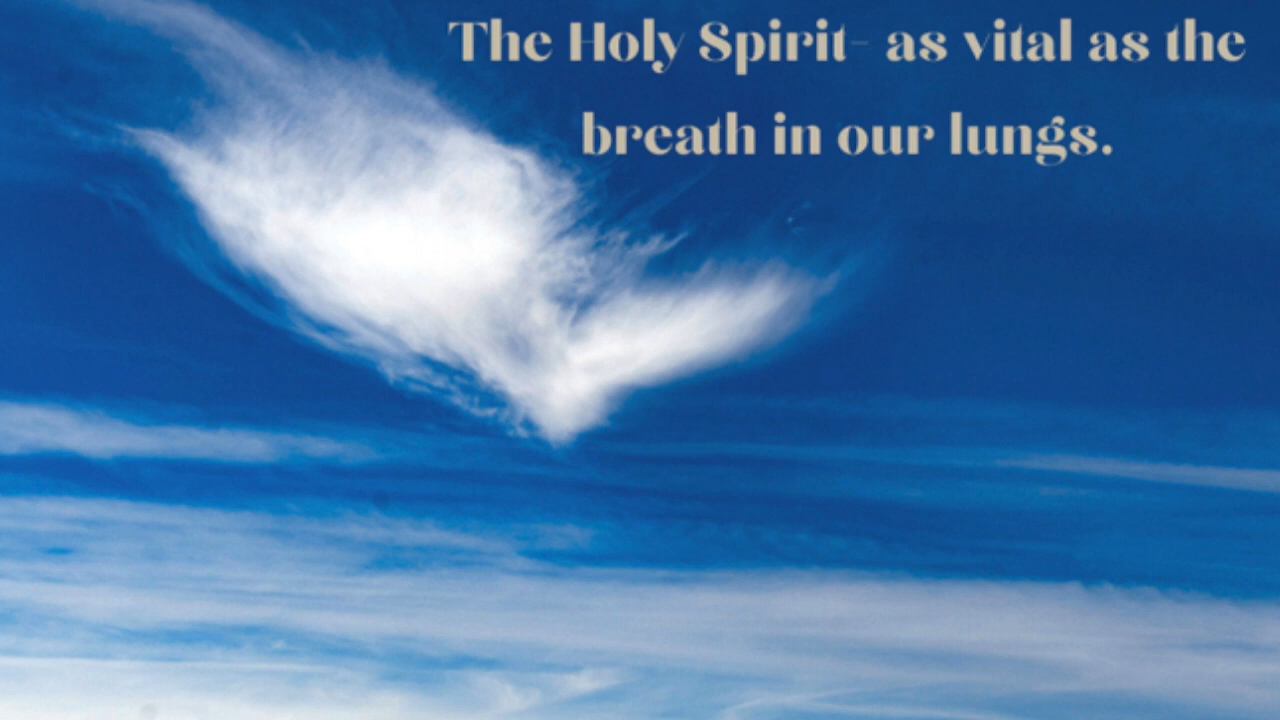 The Holy Spirit- as vital as the
breath in our lungs.